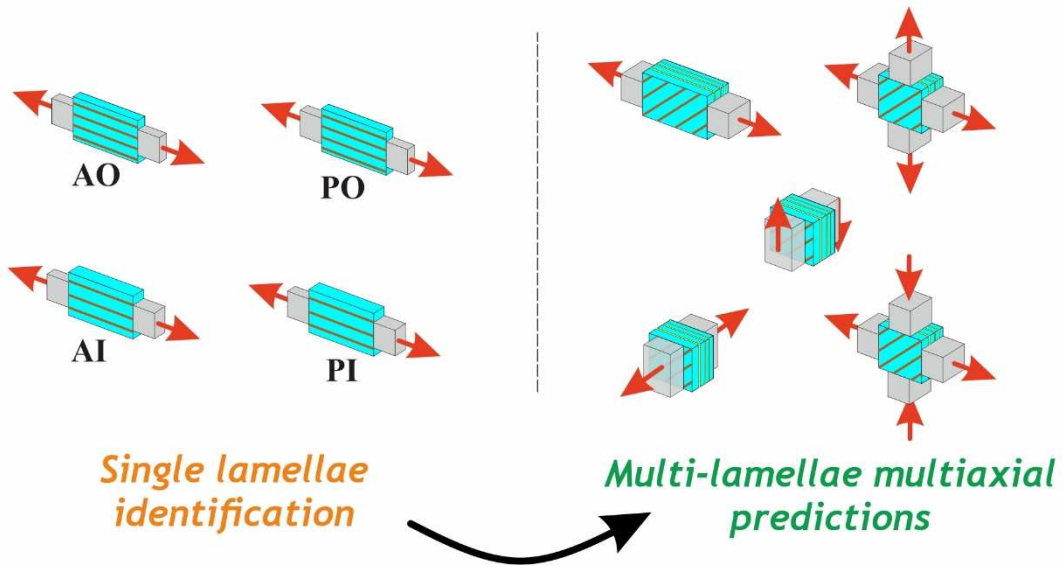 AO
PO
AI
PI
Single lamellae
identification
Multi-lamellae multiaxial
predictions